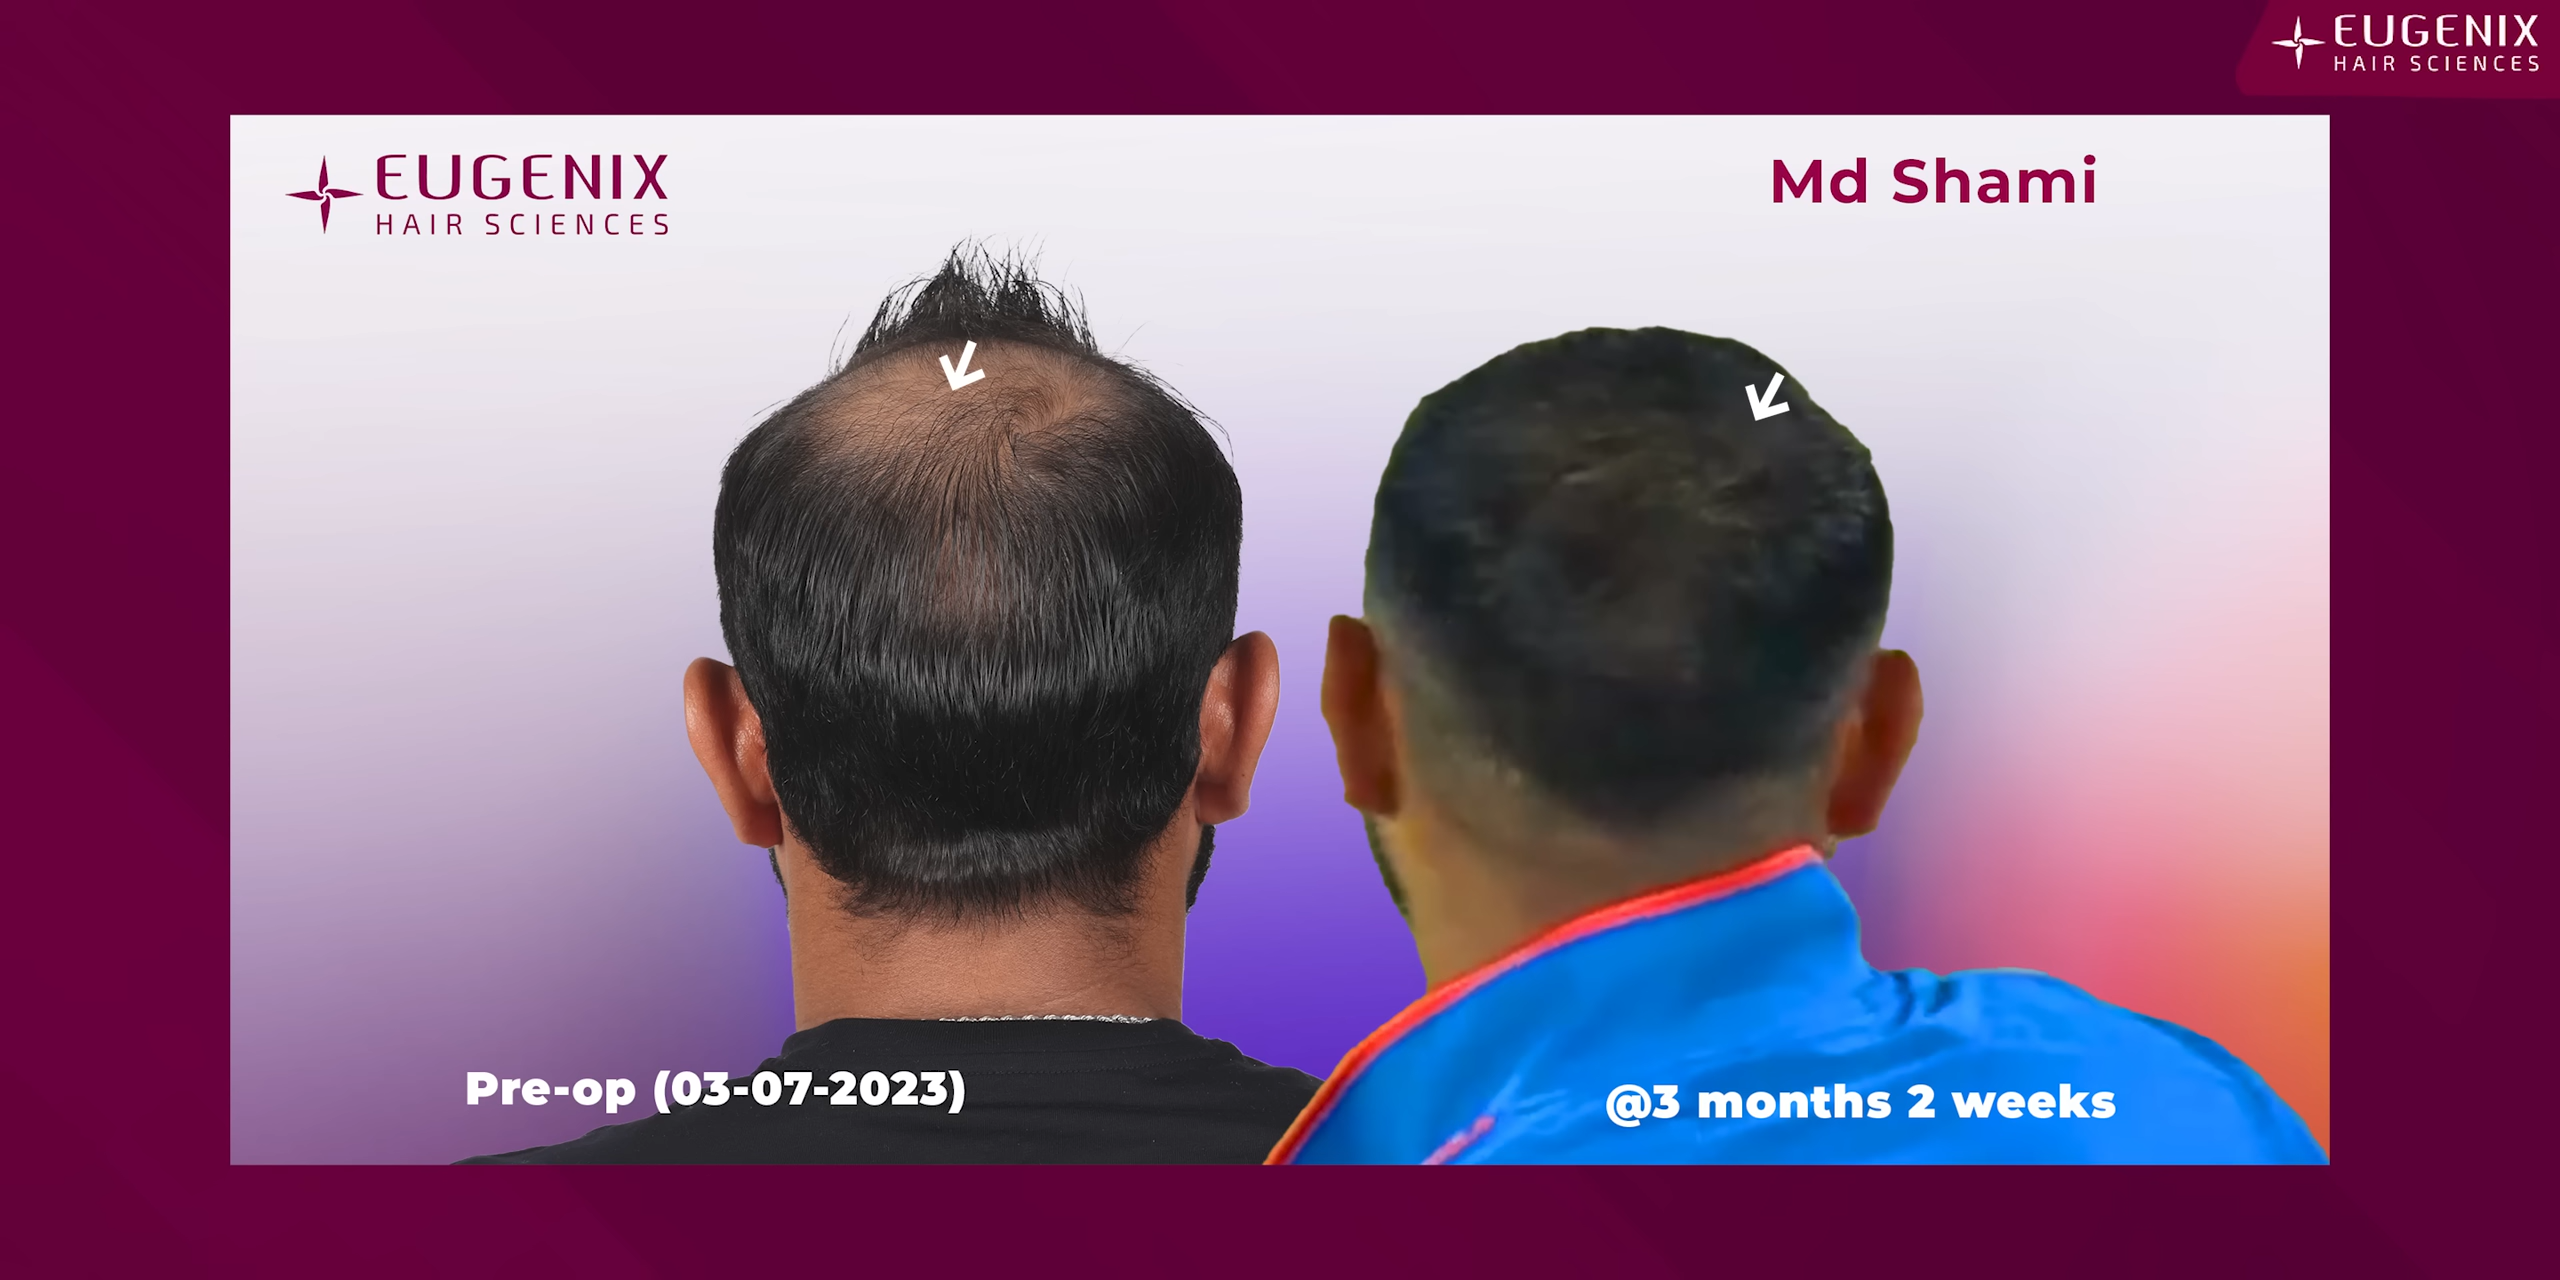 EUGENIX
HAIR SCIENCES
EUGENIX
HAIR SCIENCES
Md Shami
Pre-op (03-07-2023)
@3 months 2 weeks